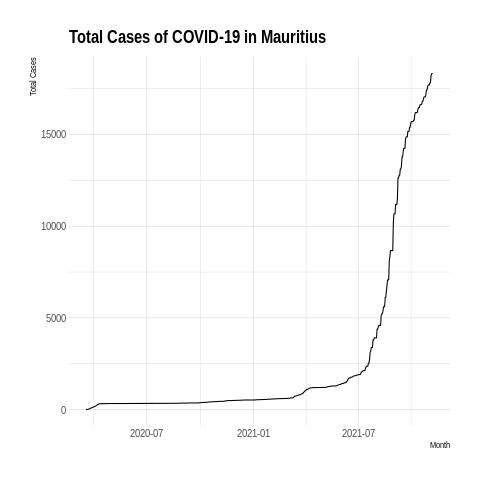 Total Cases of COVID-19 in Mauritius
Total Cases
15000
10000
5000
0
2020-07
2021-01
2021-07
Month